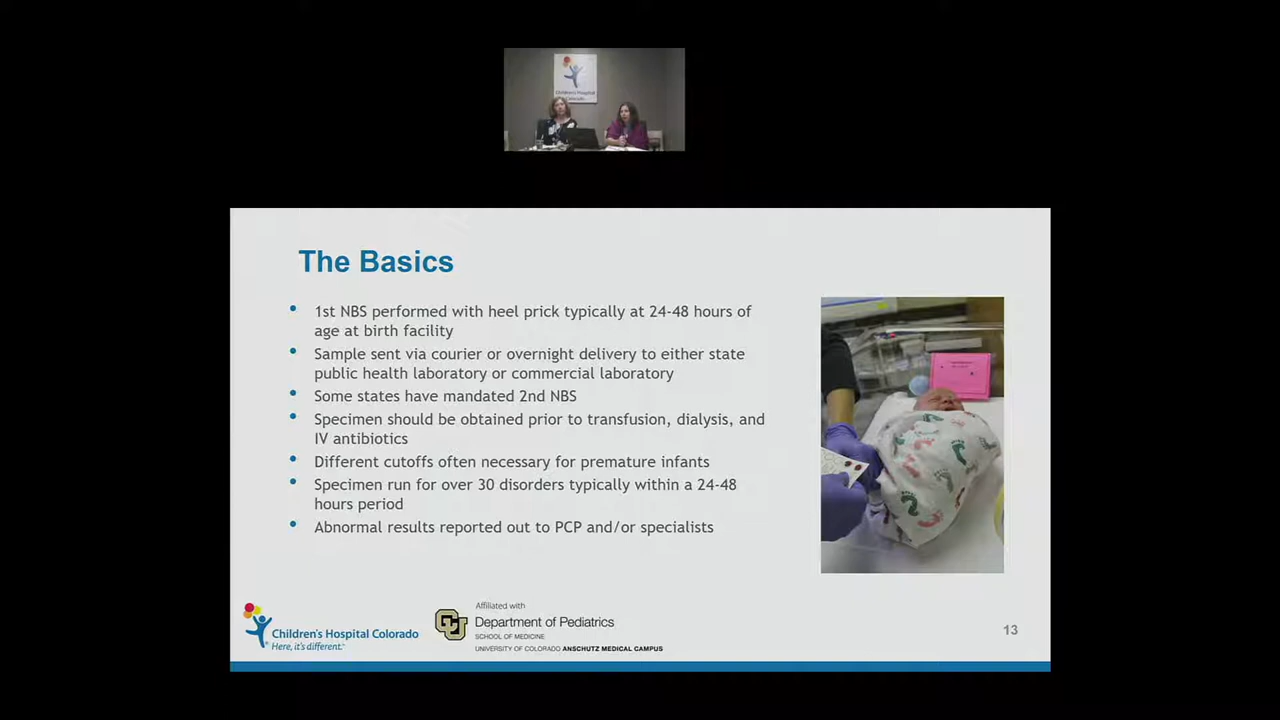 Children's Hospital
Colorado
The Basics
• 1st NBS performed with heel prick typically at 24-48 hours of
age at birth facility
• Sample sent via courier or overnight delivery to either state
public health laboratory or commercial laboratory
• Some states have mandated 2nd NBS
• Specimen should be obtained prior to transfusion, dialysis, and
IV antibiotics
• Different cutoffs often necessary for premature infants
• Specimen run for over 30 disorders typically within a 24-48
hours period
• Abnormal results reported out to PCP and/or specialists
Children's Hospital Colorado
Here, it's different.™
CU
Affiliated with
Department of Pediatrics
SCHOOL OF MEDICINE
UNIVERSITY OF COLORADO ANSCHUTZ MEDICAL CAMPUS
13